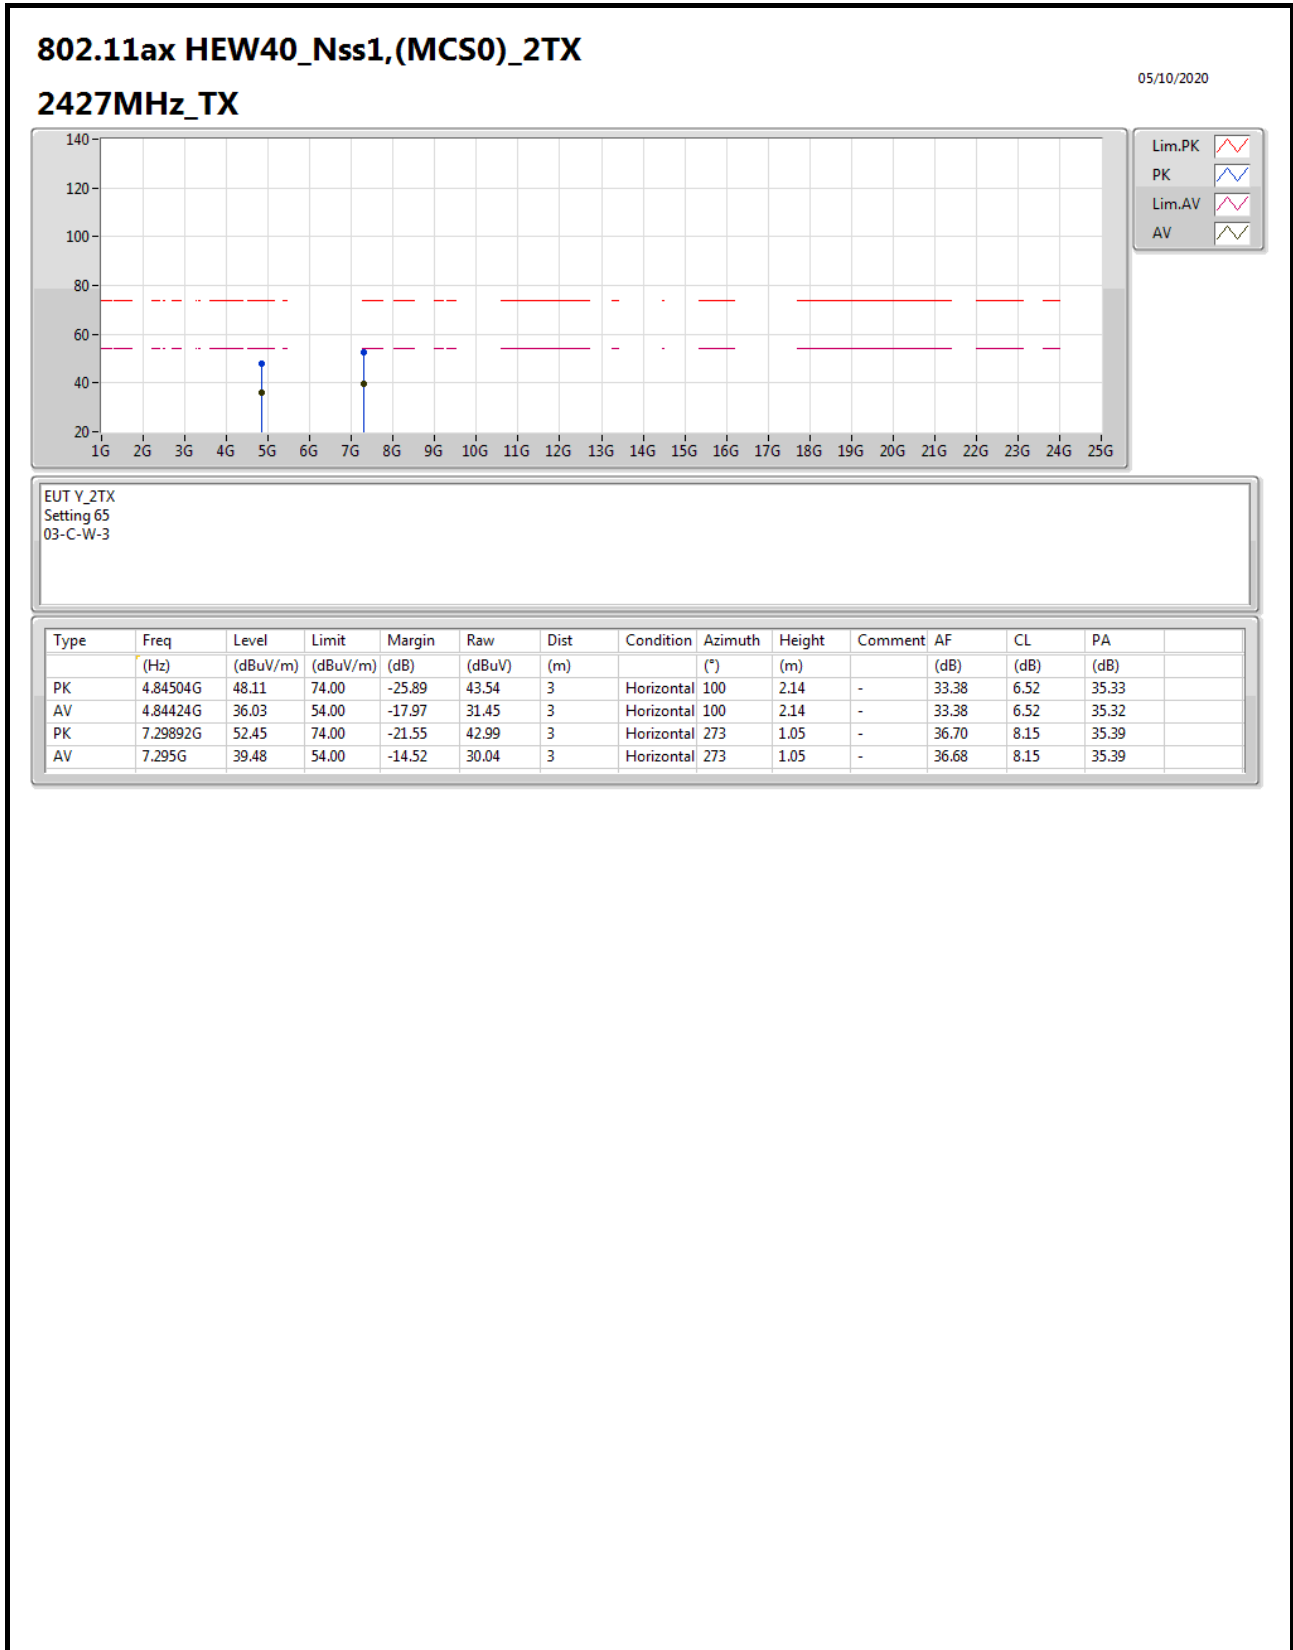 802.11ax HEW40_Nss1,(MCS0)_2TX
05/10/2020
2427MHz_TX
140
120
100
80
60
40
20
1G 2G 3G 4G 5G 6G 7G 8G 9G 10G 11G 12G 13G 14G 15G 16G 17G 18G 19G 20G 21G 22G 23G 24G 25G
Lim.PK
PK
Lim.AV
AV
EUT Y_2TX
Setting 65
03-C-W-3
Type Freq Level Limit Margin Raw Dist Condition Azimuth Height Comment AF CL PA
(Hz) (dBuV/m) (dBuV/m) (dB) (dBuV) (m) (°) (m) (dB) (dB) (dB)
PK 4.84504G 48.11 74.00 -25.89 43.54 3 Horizontal 100 2.14 - 33.38 6.52 35.33
AV 4.84424G 36.03 54.00 -17.97 31.45 3 Horizontal 100 2.14 - 33.38 6.52 35.32
PK 7.29892G 52.45 74.00 -21.55 42.99 3 Horizontal 273 1.05 - 36.70 8.15 35.39
AV 7.295G 39.48 54.00 -14.52 30.04 3 Horizontal 273 1.05 - 36.68 8.15 35.39